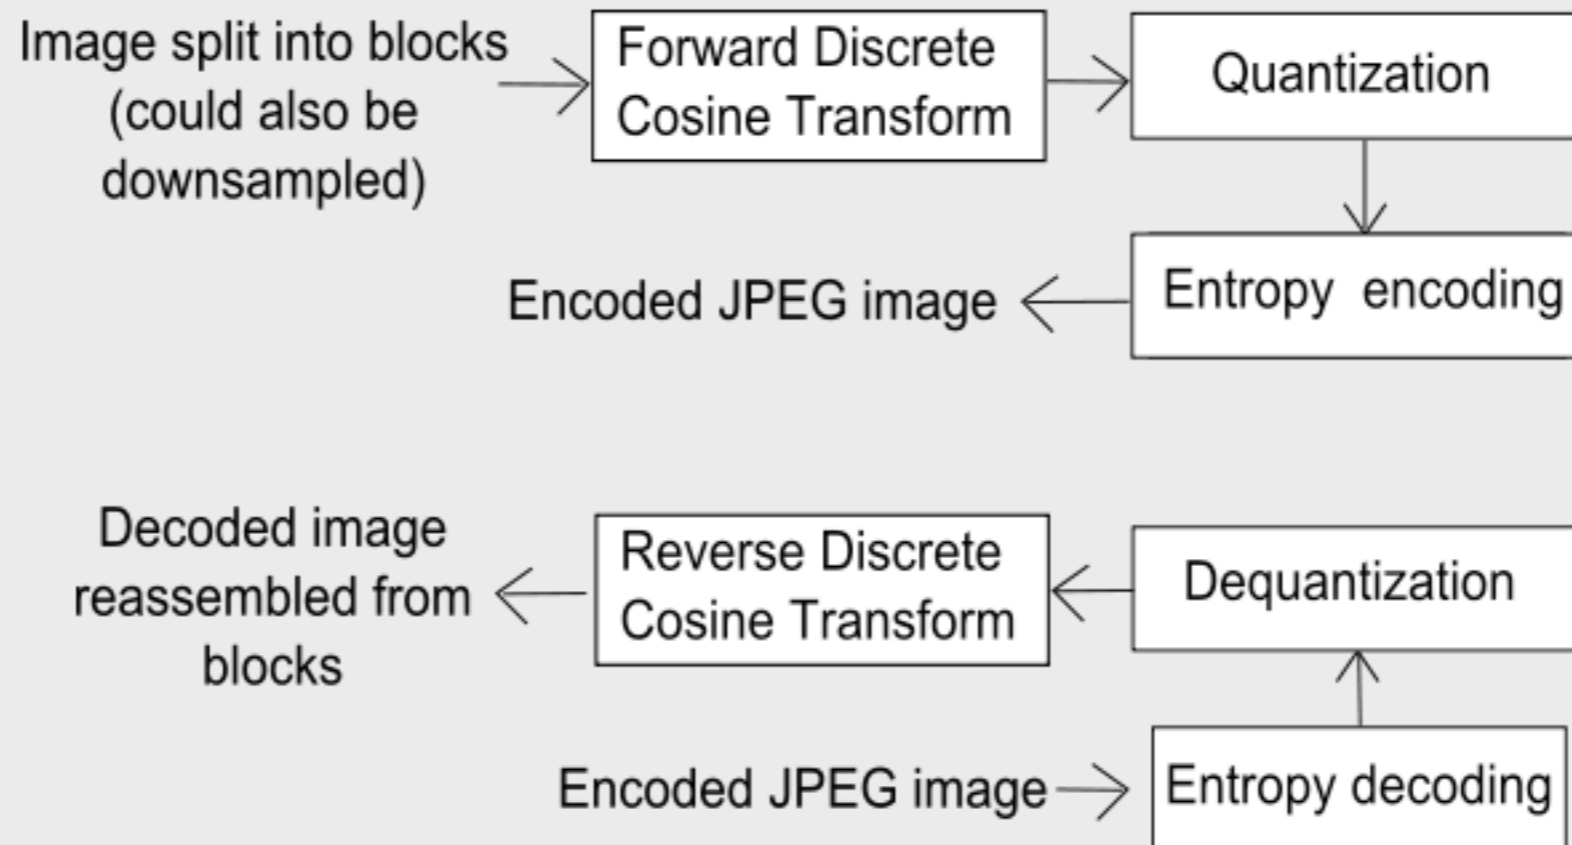 Image split into blocks
(could also be
downsampled)
Forward Discrete
Cosine Transform
Quantization
Entropy encoding
Encoded JPEG image
Decoded image
reassembled from
blocks
Reverse Discrete
Cosine Transform
Dequantization
Encoded JPEG image
Entropy decoding